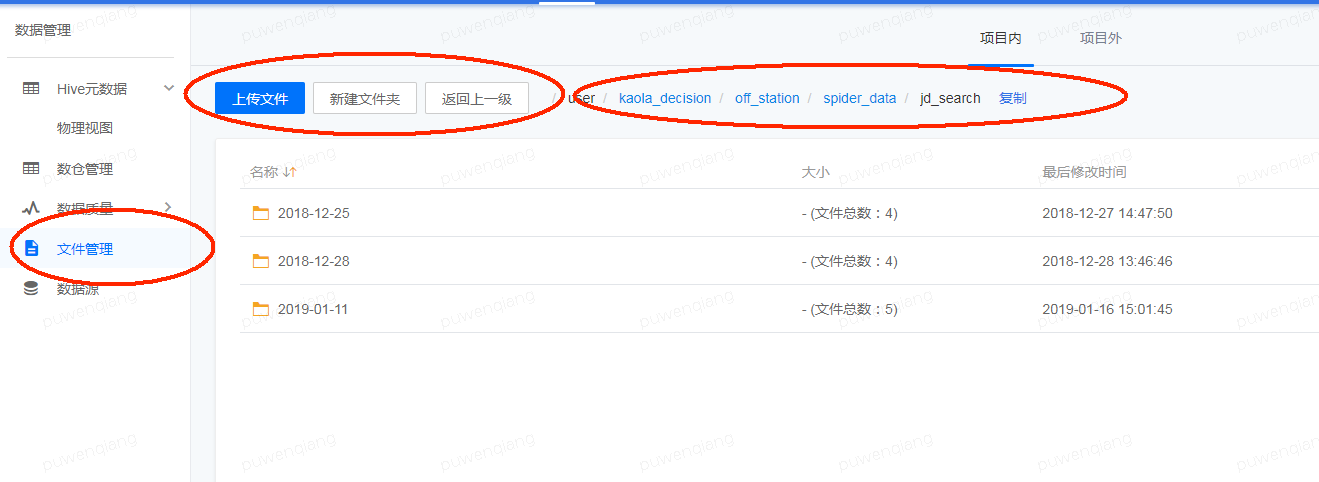 数据管理
项目内 项目外
Hive元数据
物理视图
数仓管理
数据质量
文件管理
数据源
上传文件 新建文件夹 返回上一级 / user / kaola_decision / off_station / spider_data / jd_search 复制
名称 大小 最后修改时间
2018-12-25 - (文件总数：4) 2018-12-27 14:47:50
2018-12-28 - (文件总数：4) 2018-12-28 13:46:46
2019-01-11 - (文件总数：5) 2019-01-16 15:01:45
puwenqiang